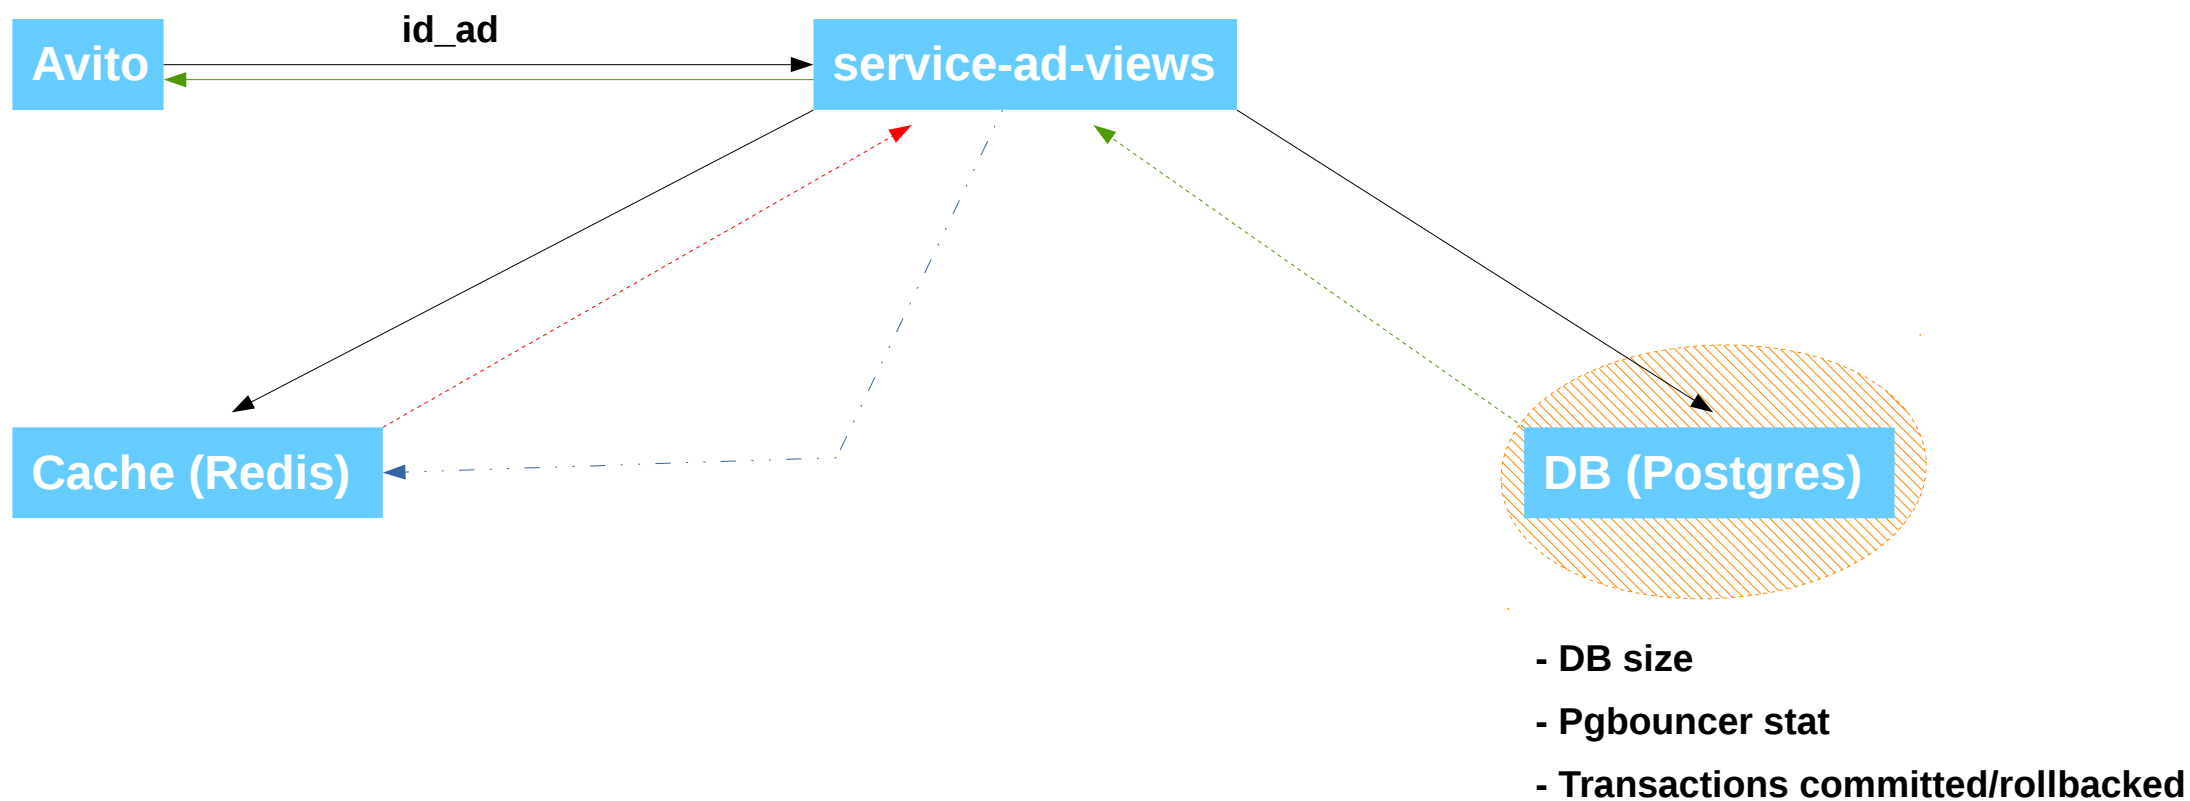 id_ad
Avito
service-ad-views
Cache (Redis)
DB (Postgres)
- DB size
- Pgbouncer stat
- Transactions committed/rollbacked